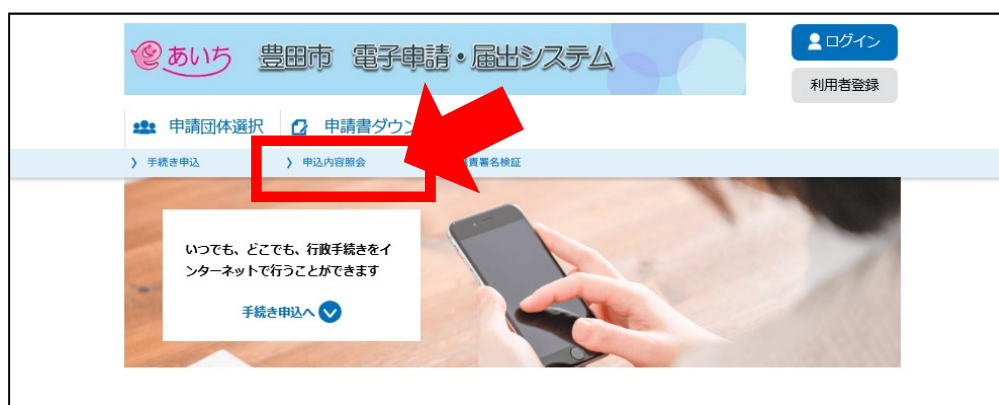 あいち 豊田市 電子申請・届出システム
ログイン
利用者登録
申請団体選択 申請書ダウン
手続き申込 申込内容照会 責署名検証
いつでも、どこでも、行政手続きをイ
ンターネットで行うことができます
手続き申込へ